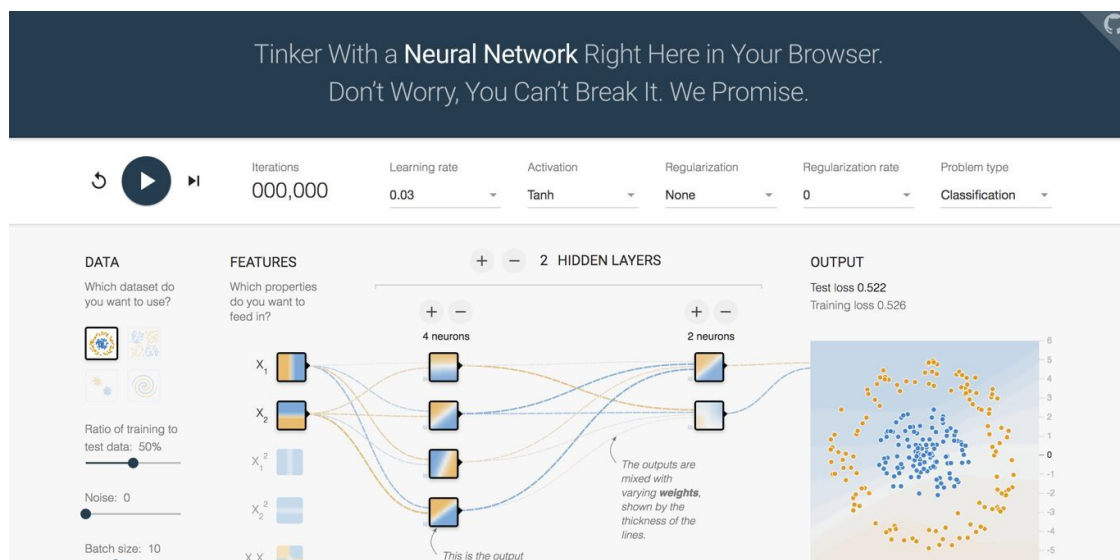 Tinker With a Neural Network Right Here in Your Browser.
Don't Worry, You Can't Break It. We Promise.
Iterations
000,000
Learning rate
0.03
Activation
Tanh
Regularization
None
Regularization rate
0
Problem type
Classification
DATA
Which dataset do
you want to use?
Ratio of training to
test data: 50%
Noise: 0
Batch size: 10
FEATURES
Which properties
do you want to
feed in?
X₁
X₂
X₁²
X₂²
X₁X₂
+ − 2 HIDDEN LAYERS
+ −
4 neurons
+ −
2 neurons
The outputs are
mixed with
varying weights,
shown by the
thickness of the
lines.
This is the output
OUTPUT
Test loss 0.522
Training loss 0.526
6
5
4
3
2
1
0
-1
-2
-3
-4
-5